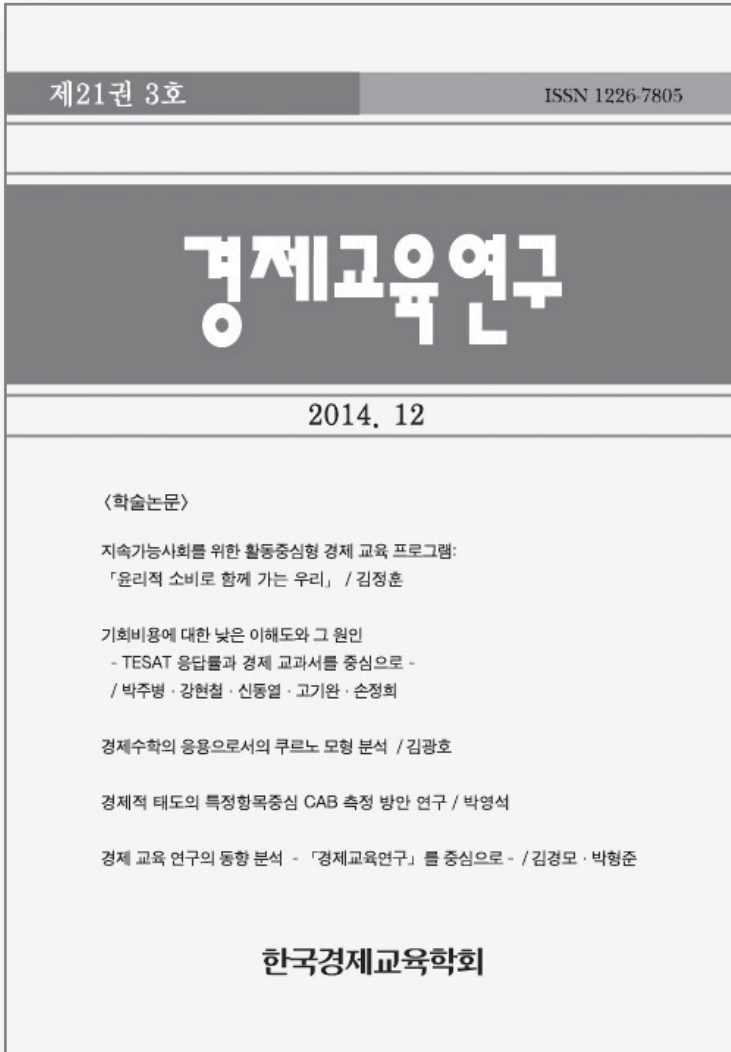 제21권 3호
ISSN 1226-7805
경제교육연구
2014. 12
〈학술논문〉
지속가능사회를 위한 활동중심형 경제 교육 프로그램:
「윤리적 소비로 함께 가는 우리」 / 김정훈
기회비용에 대한 낮은 이해도와 그 원인
- TESAT 응답률과 경제 교과서를 중심으로 -
/ 박주병 · 강현철 · 신동열 · 고기완 · 손정희
경제수학의 응용으로서의 쿠르노 모형 분석 / 김광호
경제적 태도의 특정항목중심 CAB 측정 방안 연구 / 박영석
경제 교육 연구의 동향 분석 - 「경제교육연구」를 중심으로 - / 김경모 · 박형준
한국경제교육학회